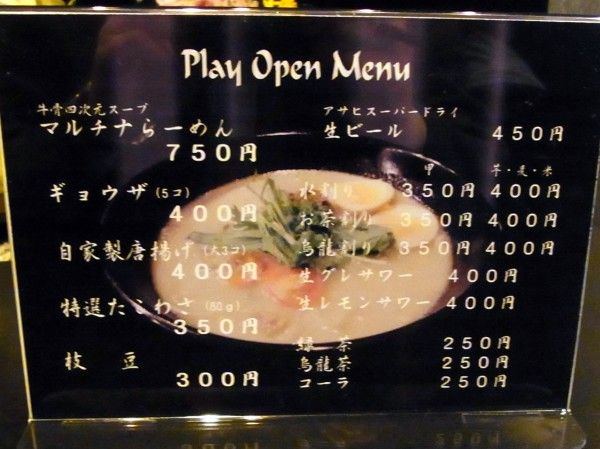 Play Open Menu
牛骨四次元スープ
マルチナらーめん
750円
ギョウザ(5コ)
400円
自家製唐揚げ(大3コ)
400円
特選たこわさ(80g)
350円
枝豆
300円
アサヒスーパードライ
生ビール 450円
甲 芋・麦・米
水割り 350円 400円
お茶割り 350円 400円
烏龍割り 350円 400円
生グレサワー 400円
生レモンサワー 400円
緑茶 250円
烏龍茶 250円
コーラ 250円